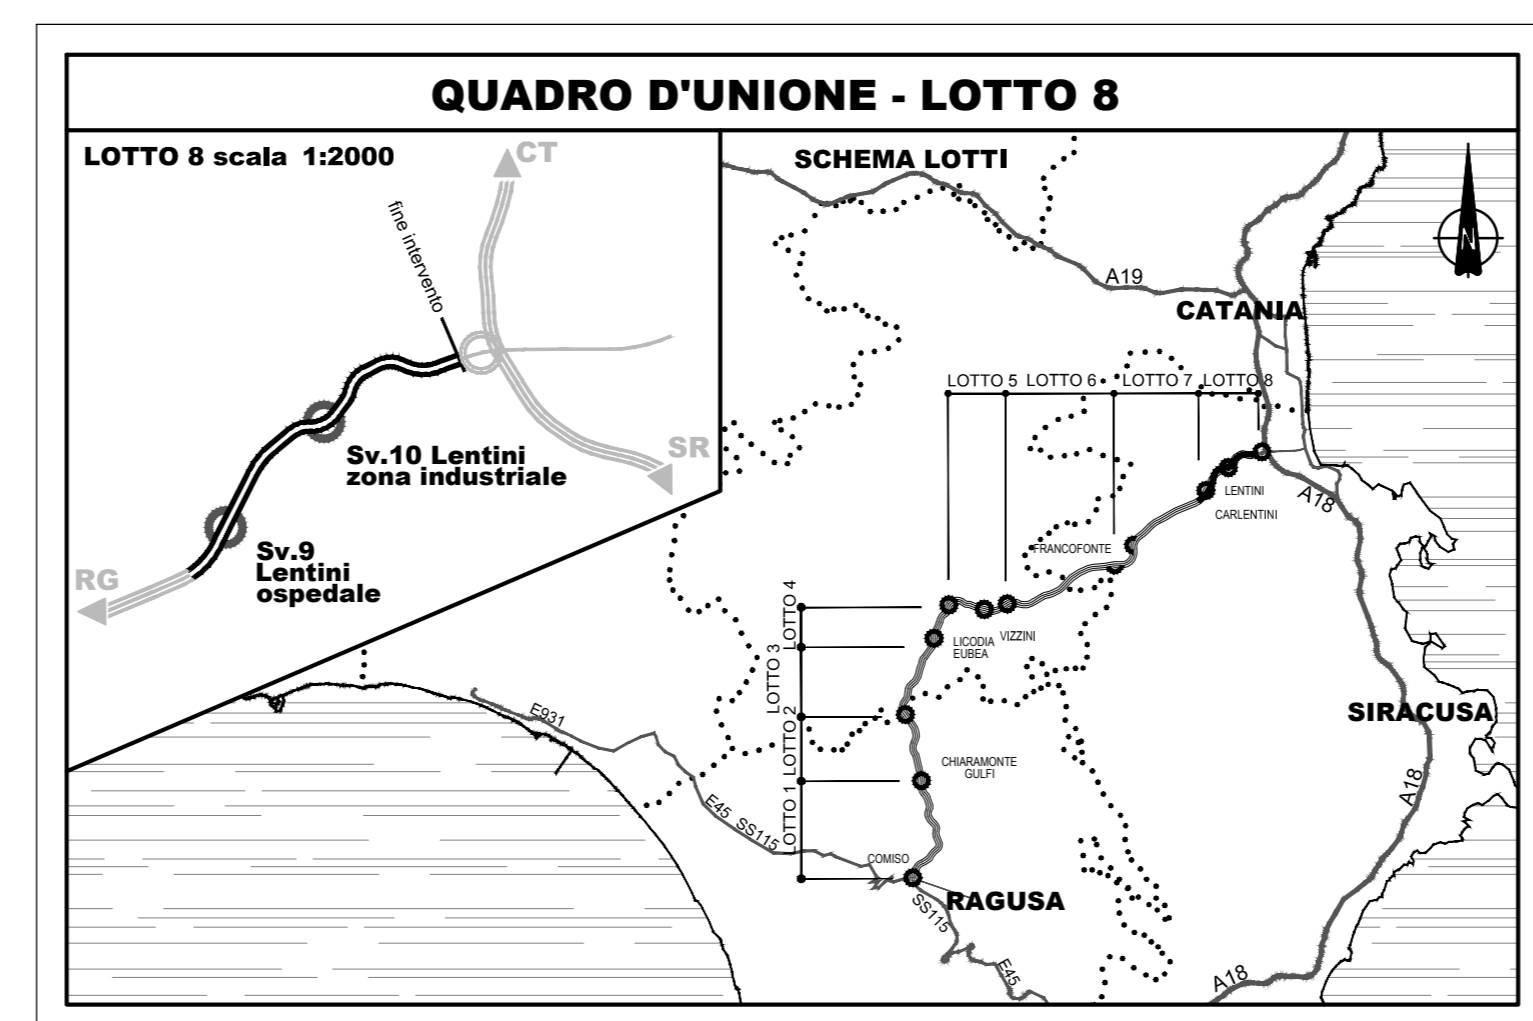 QUADRO D'UNIONE - LOTTO 8
LOTTO 8 scala 1:2000
CT
fine intervento
SR
Sv.10 Lentini
zona industriale
Sv.9
Lentini
ospedale
RG
SCHEMA LOTTI
N
A19
CATANIA
LOTTO 5
LOTTO 6
LOTTO 7
LOTTO 8
LENTINI
CARLENTINI
A18
FRANCOFONTE
LOTTO 4
LOTTO 3
LOTTO 2
LOTTO 1
LICODIA
EUBEA
VIZZINI
E931
SIRACUSA
CHIARAMONTE
GULFI
E45
SS115
A18
COMISO
RAGUSA
SS115
E45
A18